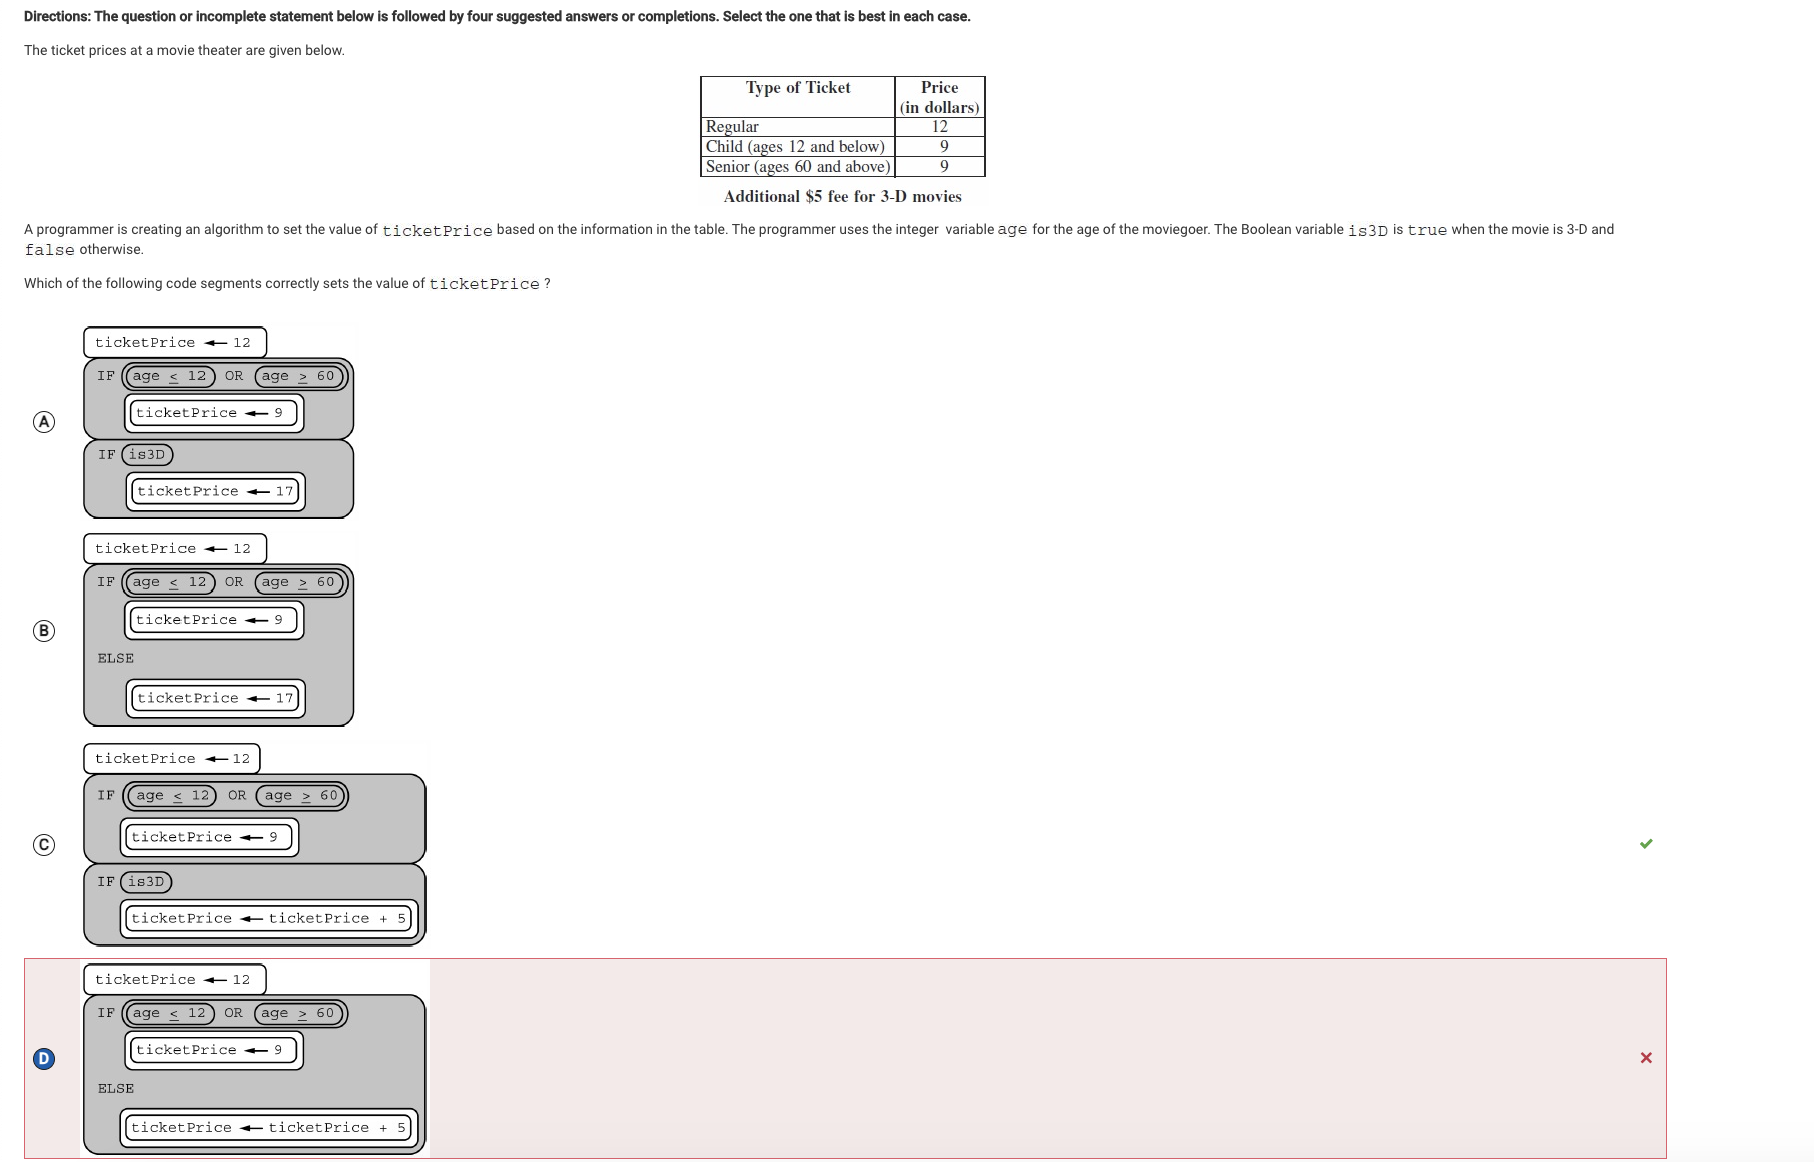 Directions: The question or incomplete statement below is followed by four suggested answers or completions. Select the one that is best in each case.
The ticket prices at a movie theater are given below.
Type of Ticket Price (in dollars)
Regular 12
Child (ages 12 and below) 9
Senior (ages 60 and above) 9
Additional $5 fee for 3-D movies
A programmer is creating an algorithm to set the value of ticketPrice based on the information in the table. The programmer uses the integer variable age for the age of the moviegoer. The Boolean variable is3D is true when the movie is 3-D and
false otherwise.
Which of the following code segments correctly sets the value of ticketPrice ?
A
ticketPrice ← 12
IF age ≤ 12 OR age ≥ 60
ticketPrice ← 9
IF is3D
ticketPrice ← 17
B
ticketPrice ← 12
IF age ≤ 12 OR age ≥ 60
ticketPrice ← 9
ELSE
ticketPrice ← 17
C
ticketPrice ← 12
IF age ≤ 12 OR age ≥ 60
ticketPrice ← 9
IF is3D
ticketPrice ← ticketPrice + 5
D
ticketPrice ← 12
IF age ≤ 12 OR age ≥ 60
ticketPrice ← 9
ELSE
ticketPrice ← ticketPrice + 5